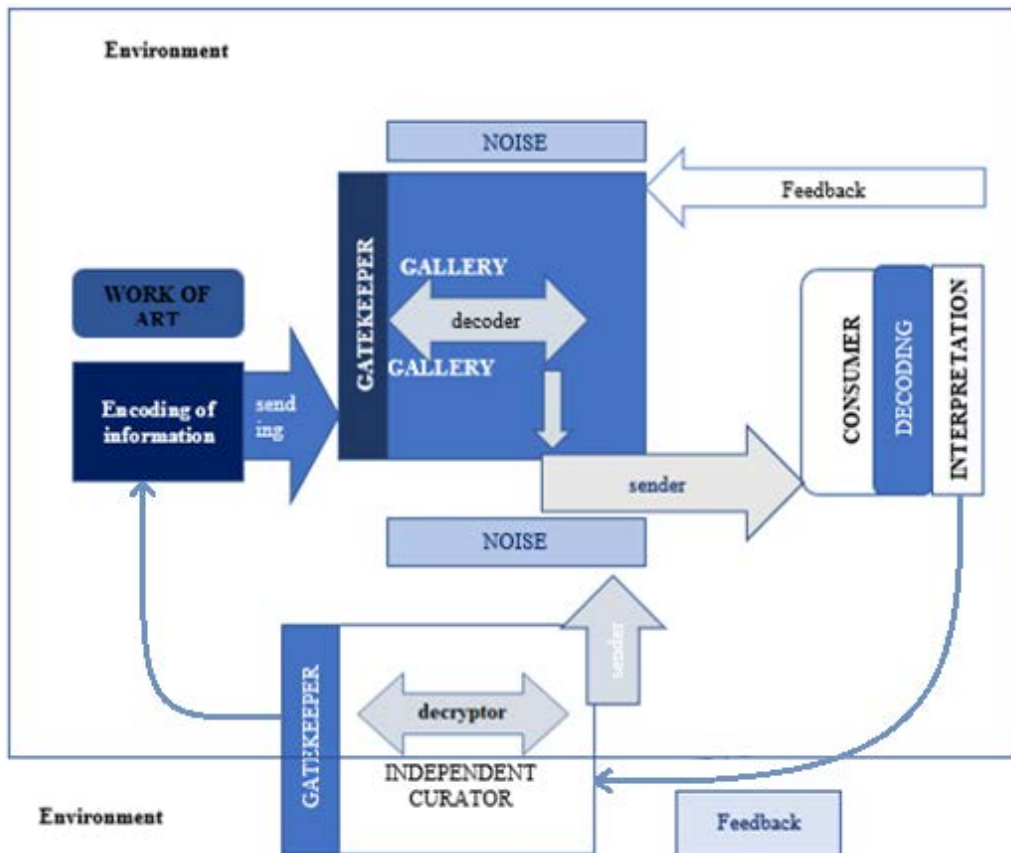 Environment
NOISE
Feedback
GATEKEEPER
GALLERY
decoder
GALLERY
WORK OF
ART
Encoding of
information
send
ing
CONSUMER
DECODING
INTERPRETATION
sender
NOISE
sender
GATEKEEPER
decryptor
INDEPENDENT
CURATOR
Environment
Feedback